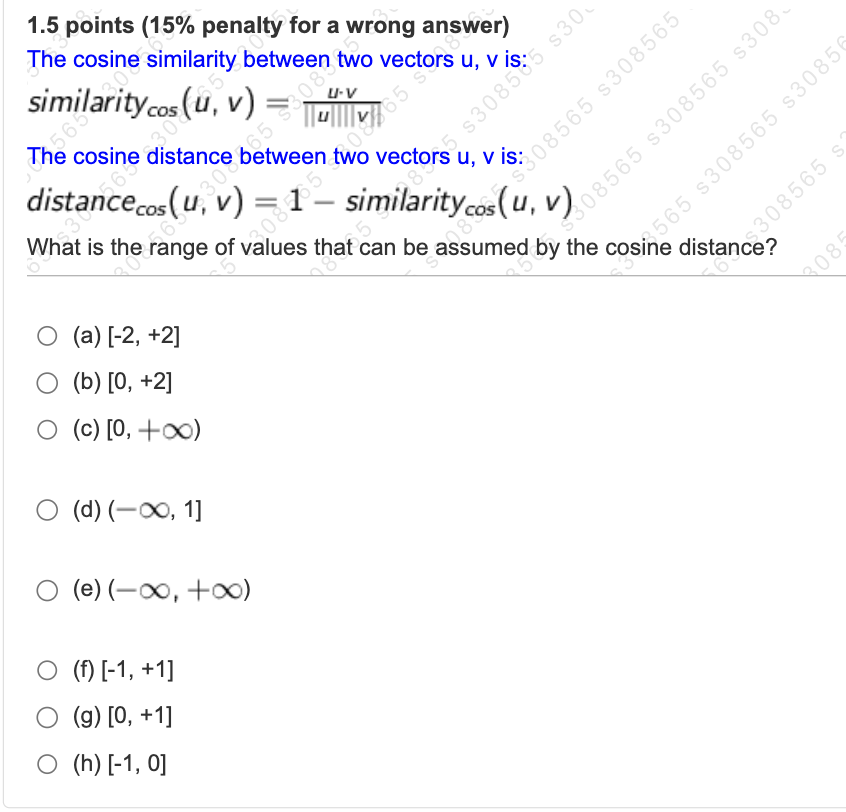 1.5 points (15% penalty for a wrong answer)
The cosine similarity between two vectors u, v is:
similarity_cos(u, v) = u·v / ||u|| ||v||
The cosine distance between two vectors u, v is:
distance_cos(u, v) = 1 − similarity_cos(u, v)
What is the range of values that can be assumed by the cosine distance?
(a) [-2, +2]
(b) [0, +2]
(c) [0, +∞)
(d) (−∞, 1]
(e) (−∞, +∞)
(f) [-1, +1]
(g) [0, +1]
(h) [-1, 0]